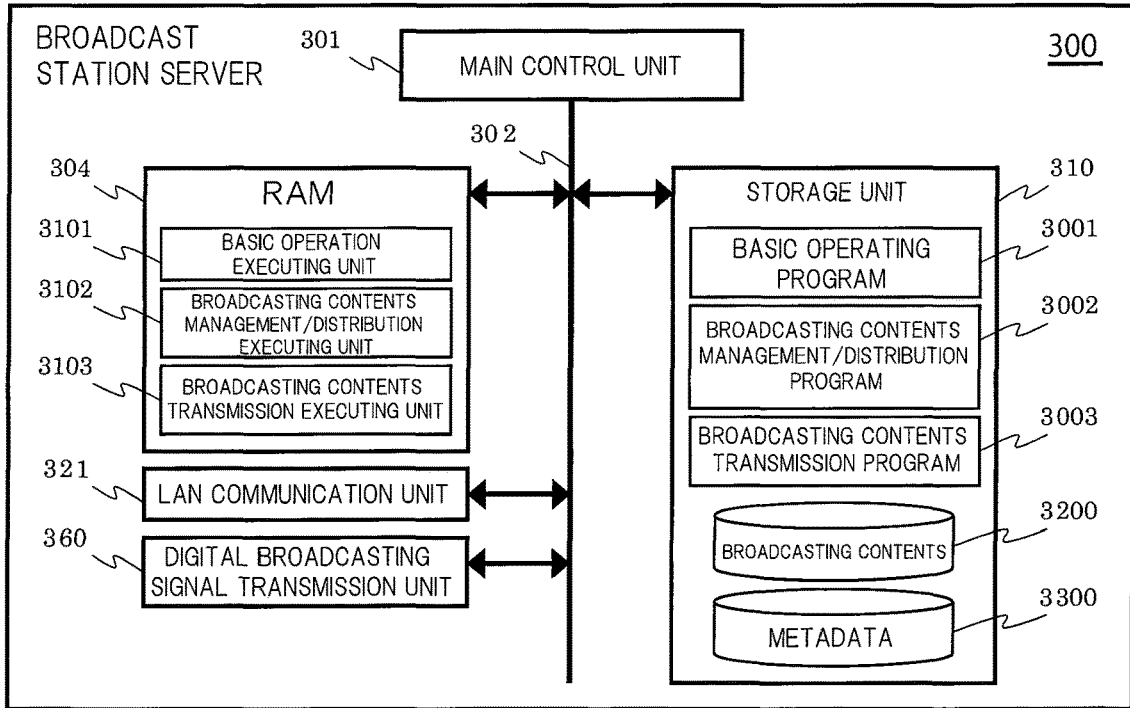 BROADCAST
STATION SERVER
300
301
MAIN CONTROL UNIT
302
304
RAM
3101
BASIC OPERATION
EXECUTING UNIT
3102
BROADCASTING CONTENTS
MANAGEMENT/DISTRIBUTION
EXECUTING UNIT
3103
BROADCASTING CONTENTS
TRANSMISSION EXECUTING UNIT
321
LAN COMMUNICATION UNIT
360
DIGITAL BROADCASTING
SIGNAL TRANSMISSION UNIT
310
STORAGE UNIT
3001
BASIC OPERATING
PROGRAM
3002
BROADCASTING CONTENTS
MANAGEMENT/DISTRIBUTION
PROGRAM
3003
BROADCASTING CONTENTS
TRANSMISSION PROGRAM
3200
BROADCASTING CONTENTS
3300
METADATA